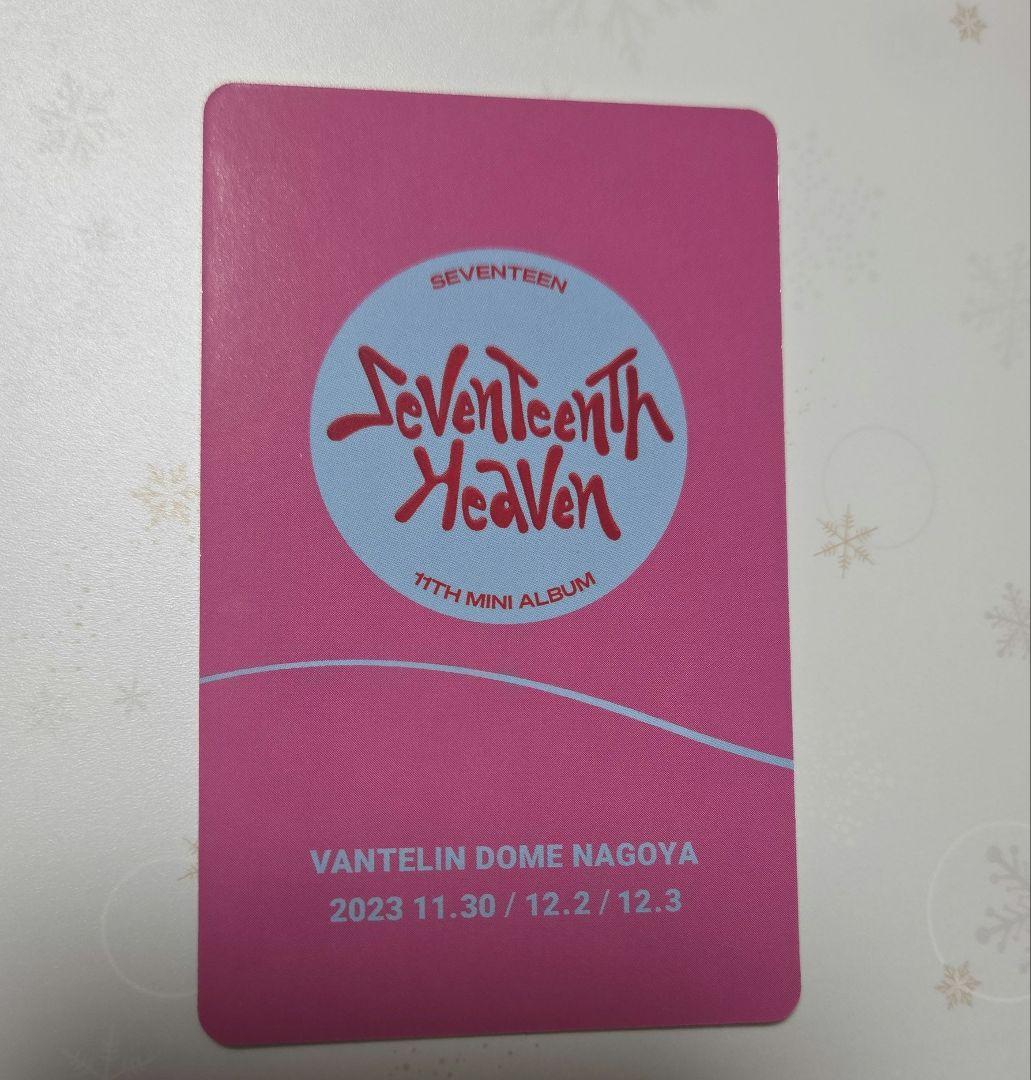 SEVENTEEN
SEVENTEENTH
HEAVEN
11TH MINI ALBUM
VANTELIN DOME NAGOYA
2023 11.30 / 12.2 / 12.3